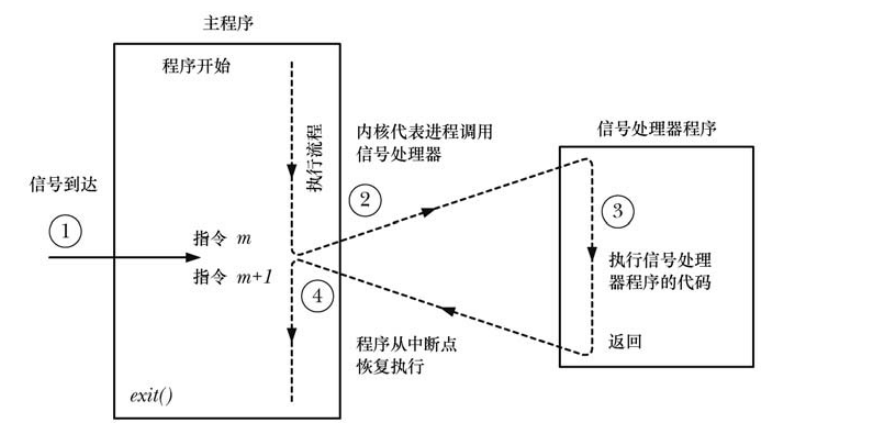 主程序
程序开始
执行流程
内核代表进程调用
信号处理器
信号处理器程序
信号到达
①
②
③
指令 m
指令 m+1
④
执行信号处理
器程序的代码
程序从中断点
恢复执行
返回
exit()